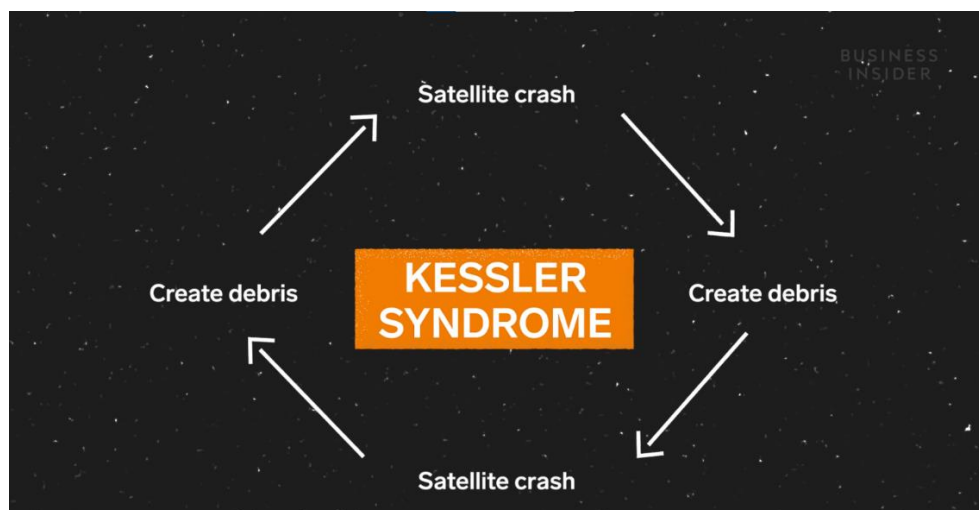 BUSINESS
INSIDER
Satellite crash
Create debris
KESSLER
SYNDROME
Create debris
Satellite crash